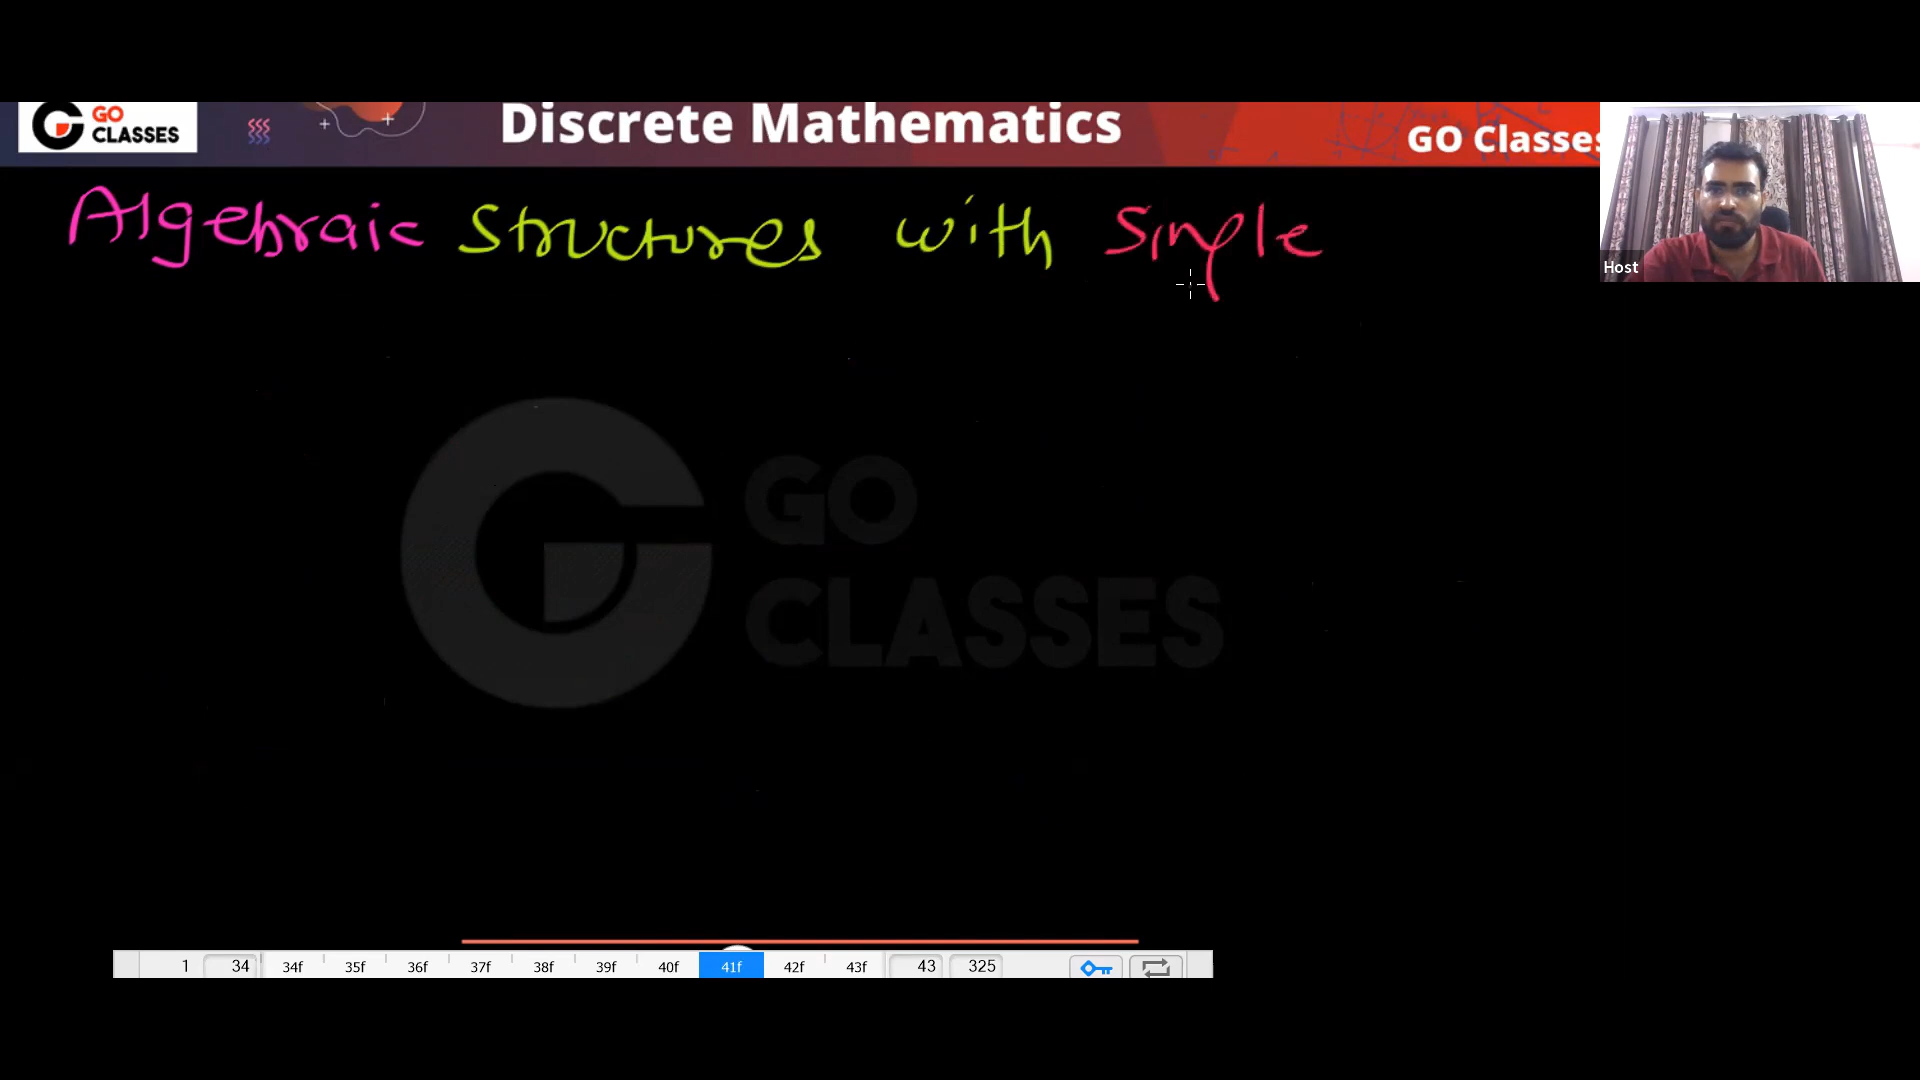 GO
CLASSES
Discrete Mathematics
GO Classes
Algebraic Structures with Simple
Host
GO
CLASSES
1 34 34f 35f 36f 37f 38f 39f 40f 41f 42f 43f 43 325